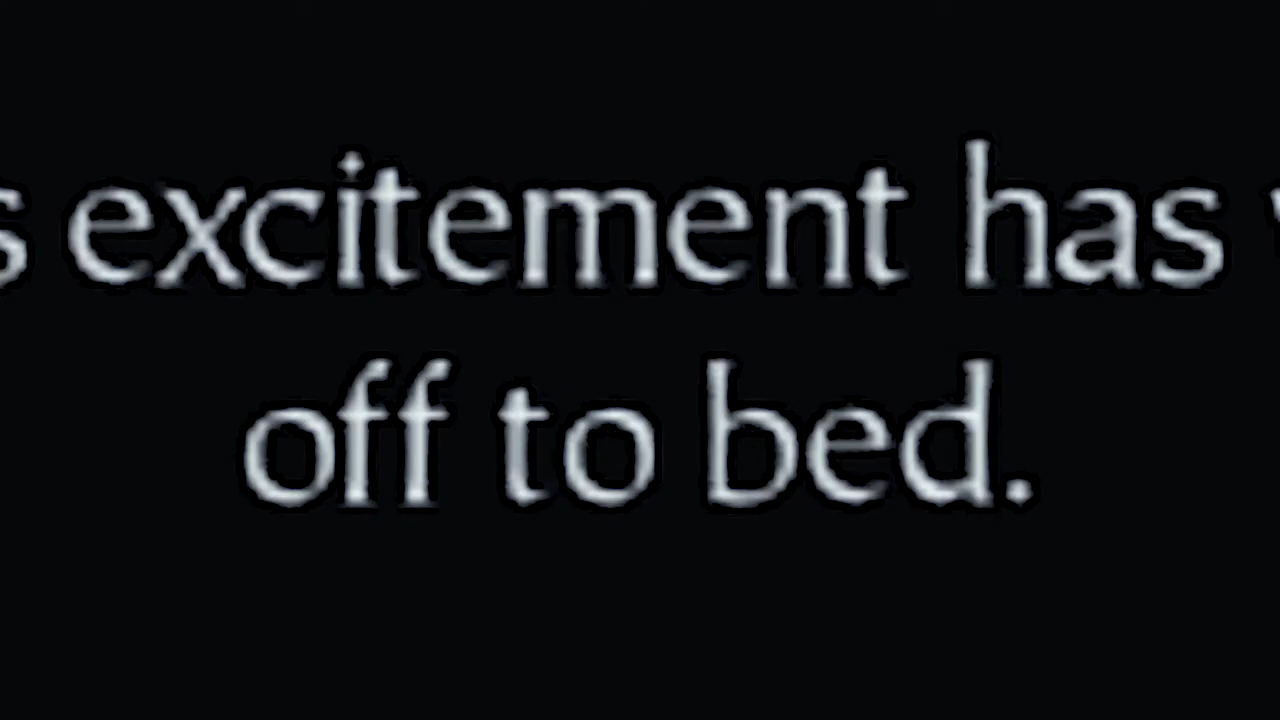 s excitement has
off to bed.